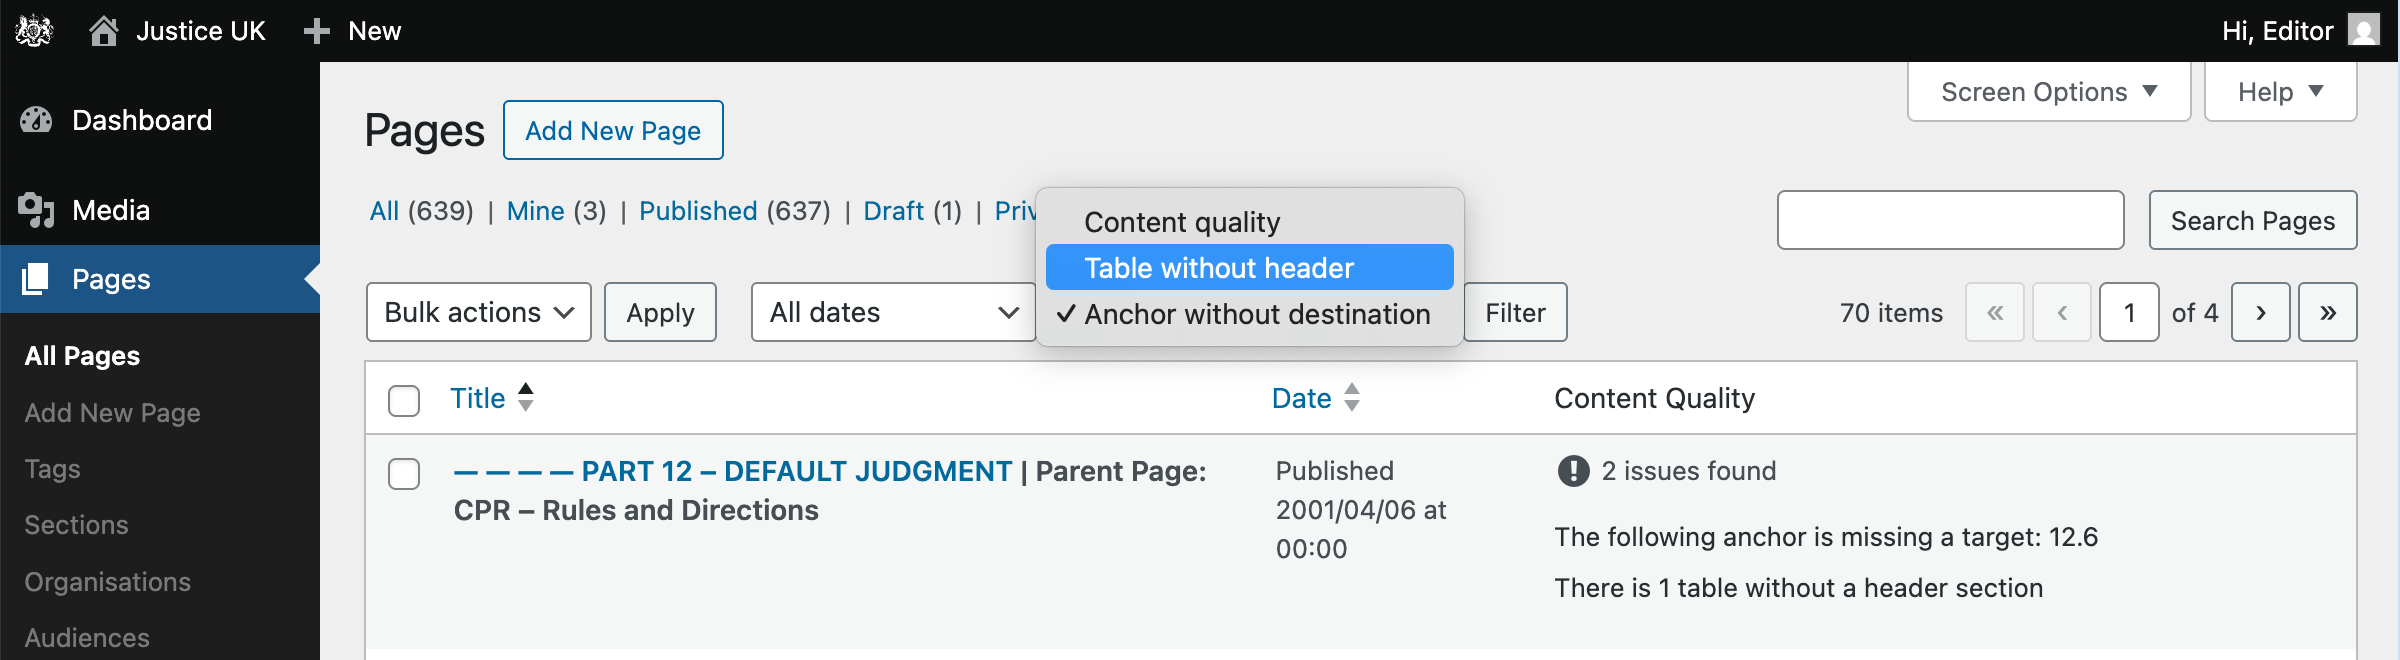 Justice UK
New
Hi, Editor
Dashboard
Media
Pages
All Pages
Add New Page
Tags
Sections
Organisations
Audiences
Screen Options
Help
Pages
Add New Page
All (639) | Mine (3) | Published (637) | Draft (1) | Priv
Content quality
Table without header
✓ Anchor without destination
Search Pages
Bulk actions
Apply
All dates
Filter
70 items « ‹ 1 of 4 › »
Title
Date
Content Quality
— — — — PART 12 – DEFAULT JUDGMENT | Parent Page:
CPR – Rules and Directions
Published
2001/04/06 at
00:00
2 issues found
The following anchor is missing a target: 12.6
There is 1 table without a header section